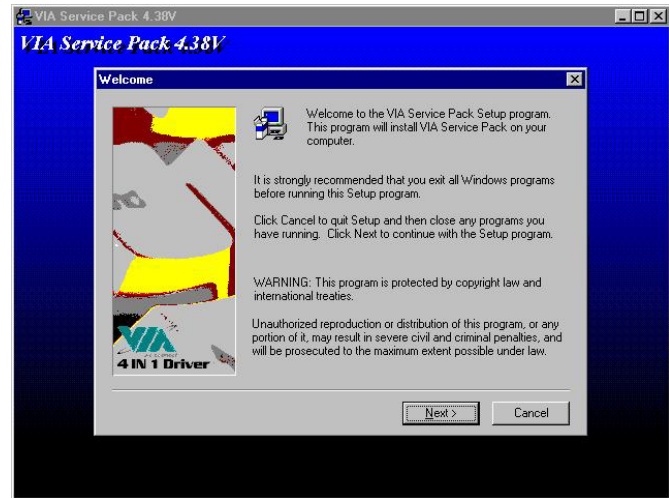 VIA Service Pack 4.38V
VIA Service Pack 4.38V
Welcome
Welcome to the VIA Service Pack Setup program.
This program will install VIA Service Pack on your
computer.
It is strongly recommended that you exit all Windows programs
before running this Setup program.
Click Cancel to quit Setup and then close any programs you
have running. Click Next to continue with the Setup program.
WARNING: This program is protected by copyright law and
international treaties.
Unauthorized reproduction or distribution of this program, or any
portion of it, may result in severe civil and criminal penalties, and
will be prosecuted to the maximum extent possible under law.
VIA
4 IN 1 Driver
Next >
Cancel